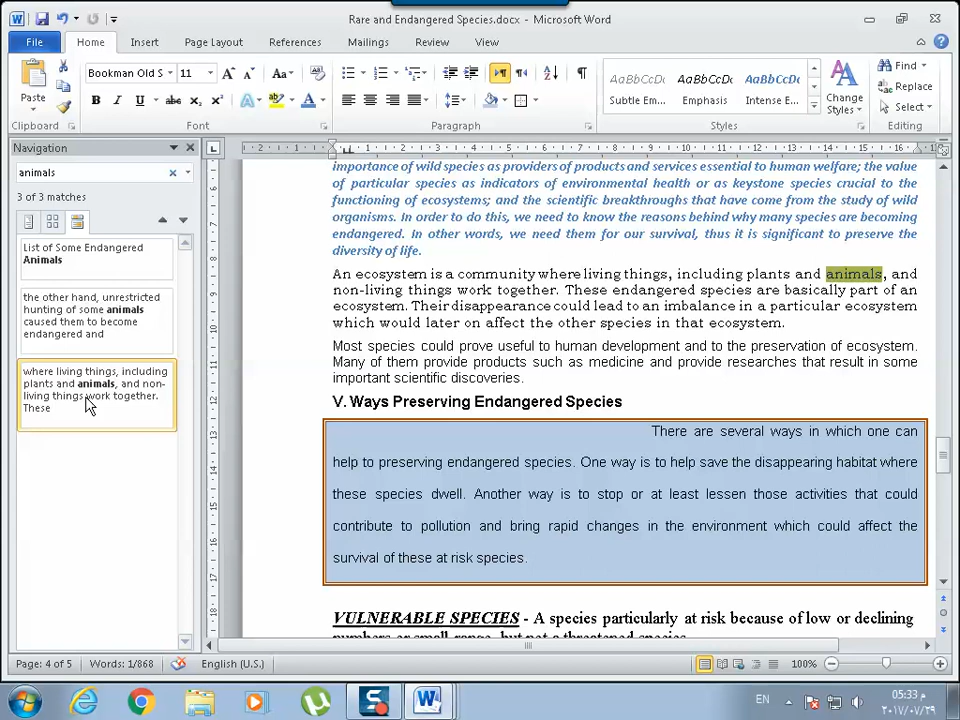 Rare and Endangered Species.docx - Microsoft Word
File Home Insert Page Layout References Mailings Review View
Paste
Clipboard
Bookman Old S 11
Font
Paragraph
AaBbCcDc AaBbCcDc AaBbCcDc
Subtle Em... Emphasis Intense E...
Styles
Change
Styles
Find
Replace
Select
Editing
Navigation
animals
3 of 3 matches
List of Some Endangered
Animals
the other hand, unrestricted
hunting of some animals
caused them to become
endangered and
where living things, including
plants and animals, and non-
living things work together.
These
importance of wild species as providers of products and services essential to human welfare; the value
of particular species as indicators of environmental health or as keystone species crucial to the
functioning of ecosystems; and the scientific breakthroughs that have come from the study of wild
organisms. In order to do this, we need to know the reasons behind why many species are becoming
endangered. In other words, we need them for our survival, thus it is significant to preserve the
diversity of life.
An ecosystem is a community where living things, including plants and animals, and
non-living things work together. These endangered species are basically part of an
ecosystem. Their disappearance could lead to an imbalance in a particular ecosystem
which would later on affect the other species in that ecosystem.
Most species could prove useful to human development and to the preservation of ecosystem.
Many of them provide products such as medicine and provide researches that result in some
important scientific discoveries.
V. Ways Preserving Endangered Species
There are several ways in which one can
help to preserving endangered species. One way is to help save the disappearing habitat where
these species dwell. Another way is to stop or at least lessen those activities that could
contribute to pollution and bring rapid changes in the environment which could affect the
survival of these at risk species.
VULNERABLE SPECIES - A species particularly at risk because of low or declining
numbers or small range, but not a threatened species
Page: 4 of 5 Words: 1/868 English (U.S.) 100%
EN
05:33 م
٢٠١٧/٠٧/٢٩